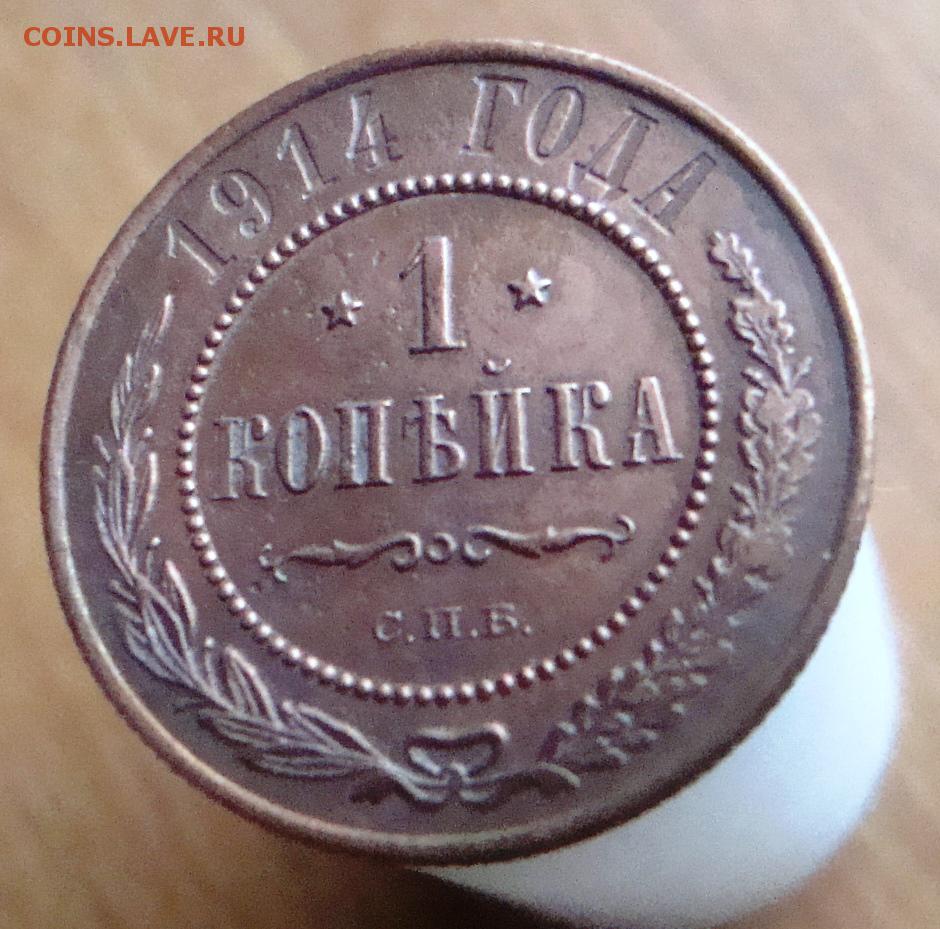 COINS.LAVE.RU
1914 ГОДА
1
КОПѢЙКА
С.П.Б.